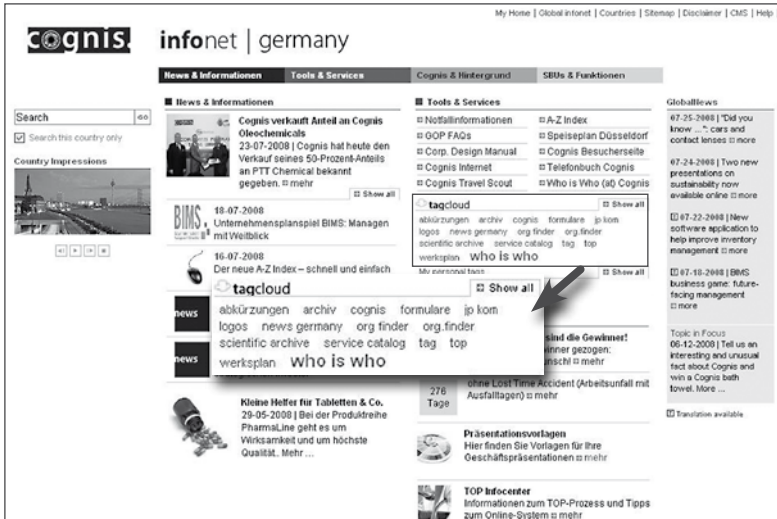 My Home | Global infonet | Countries | Sitemap | Disclaimer | CMS | Help
cognis.
infonet | germany
News & Informationen
Tools & Services
Cognis & Hintergrund
SBUs & Funktionen
Search
GO
Search this country only
Country Impressions
News & Informationen
Cognis verkauft Anteil an Cognis
Oleochemicals
23-07-2008 | Cognis hat heute den
Verkauf seines 50-Prozent-Anteils
an PTT Chemical bekannt
gegeben. mehr
Show all
BIMS.
18-07-2008
Unternehmensplanspiel BIMS: Managen
mit Weitblick
16-07-2008
Der neue A-Z Index – schnell und einfach
news
news
Kleine Helfer für Tabletten & Co.
29-05-2008 | Bei der Produktreihe
PharmaLine geht es um
Wirksamkeit und um höchste
Qualität. Mehr ...
Tools & Services
Notfallinformationen
A-Z Index
GOP FAQs
Speiseplan Düsseldorf
Corp. Design Manual
Cognis Besucherseite
Cognis Internet
Telefonbuch Cognis
Cognis Travel Scout
Who is Who (at) Cognis
tagcloud
Show all
abkürzungen archiv cognis formulare jp kom
logos news germany org finder org.finder
scientific archive service catalog tag top
werksplan who is who
My personal tags
Show all
tagcloud
Show all
abkürzungen archiv cognis formulare jp kom
logos news germany org finder org.finder
scientific archive service catalog tag top
werksplan who is who
sind die Gewinner!
inner gezogen:
unsch! mehr
276
Tage
ohne Lost Time Accident (Arbeitsunfall mit
Ausfalltagen) mehr
Präsentationsvorlagen
Hier finden Sie Vorlagen für Ihre
Geschäftspräsentationen mehr
TOP Infocenter
Informationen zum TOP-Prozess und Tipps
zum Online-System mehr
GlobalNews
07-25-2008 | "Did you
know ...": cars and
contact lenses more
07-24-2008 | Two new
presentations on
sustainability now
available online more
07-22-2008 | New
software application to
help improve inventory
management more
07-18-2008 | BIMS
business game: future-
facing management
more
Topic in Focus
06-12-2008 | Tell us an
interesting and unusual
fact about Cognis and
win a Cognis bath
towel. More ...
Translation available